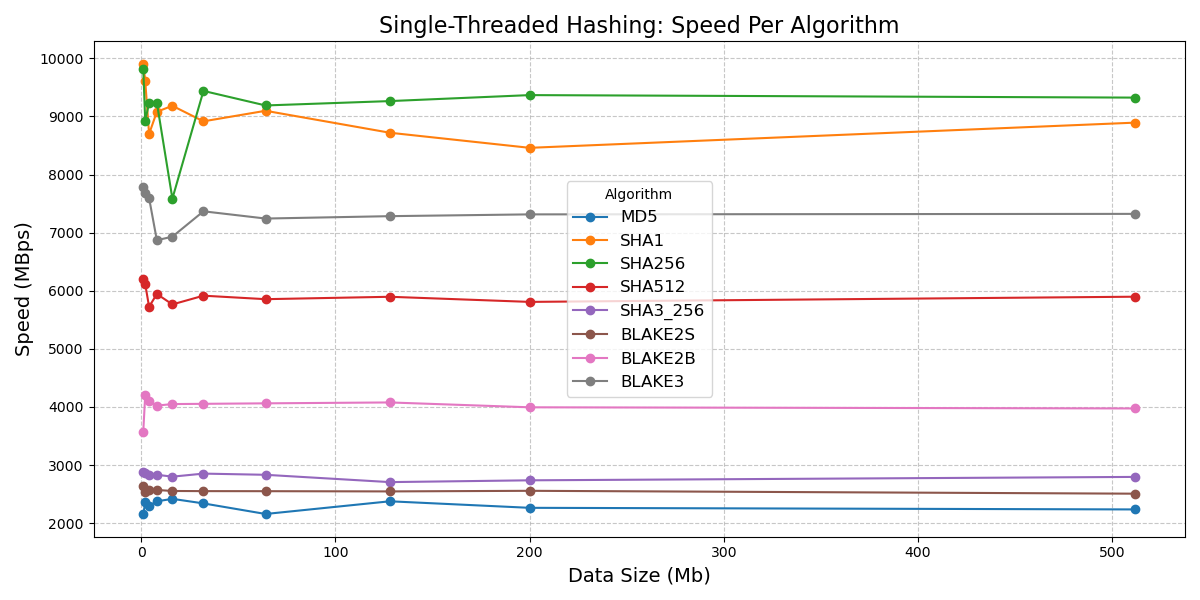 Single-Threaded Hashing: Speed Per Algorithm
Speed (MBps)
10000
9000
8000
7000
6000
5000
4000
3000
2000
Algorithm
MD5
SHA1
SHA256
SHA512
SHA3_256
BLAKE2S
BLAKE2B
BLAKE3
0
100
200
300
400
500
Data Size (Mb)